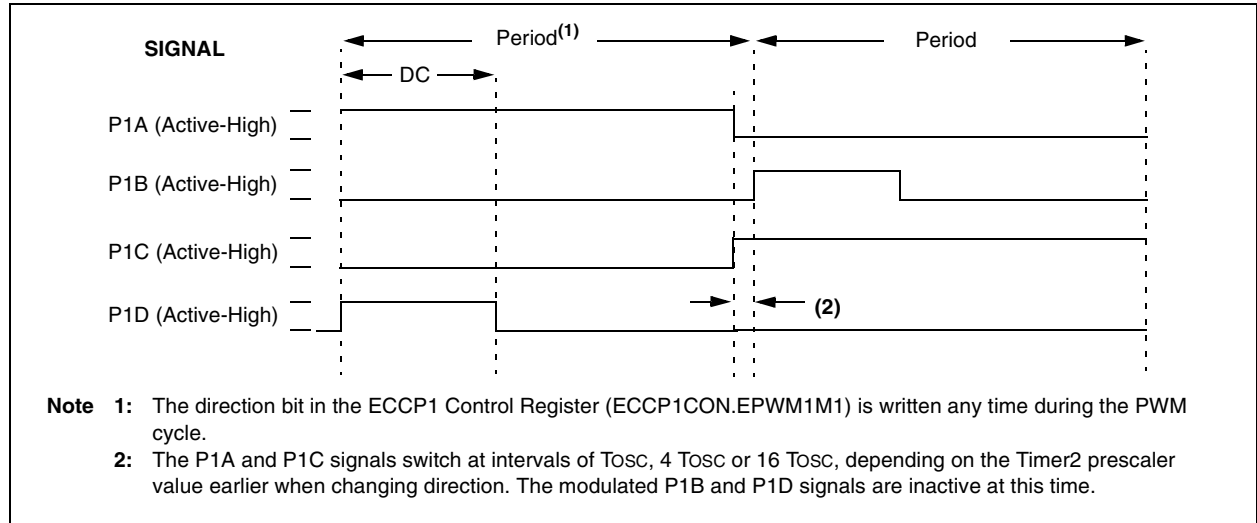 SIGNAL
Period(1)
Period
DC
P1A (Active-High)
P1B (Active-High)
P1C (Active-High)
P1D (Active-High)
(2)
Note 1: The direction bit in the ECCP1 Control Register (ECCP1CON.EPWM1M1) is written any time during the PWM
cycle.
2: The P1A and P1C signals switch at intervals of TOSC, 4 TOSC or 16 TOSC, depending on the Timer2 prescaler
value earlier when changing direction. The modulated P1B and P1D signals are inactive at this time.